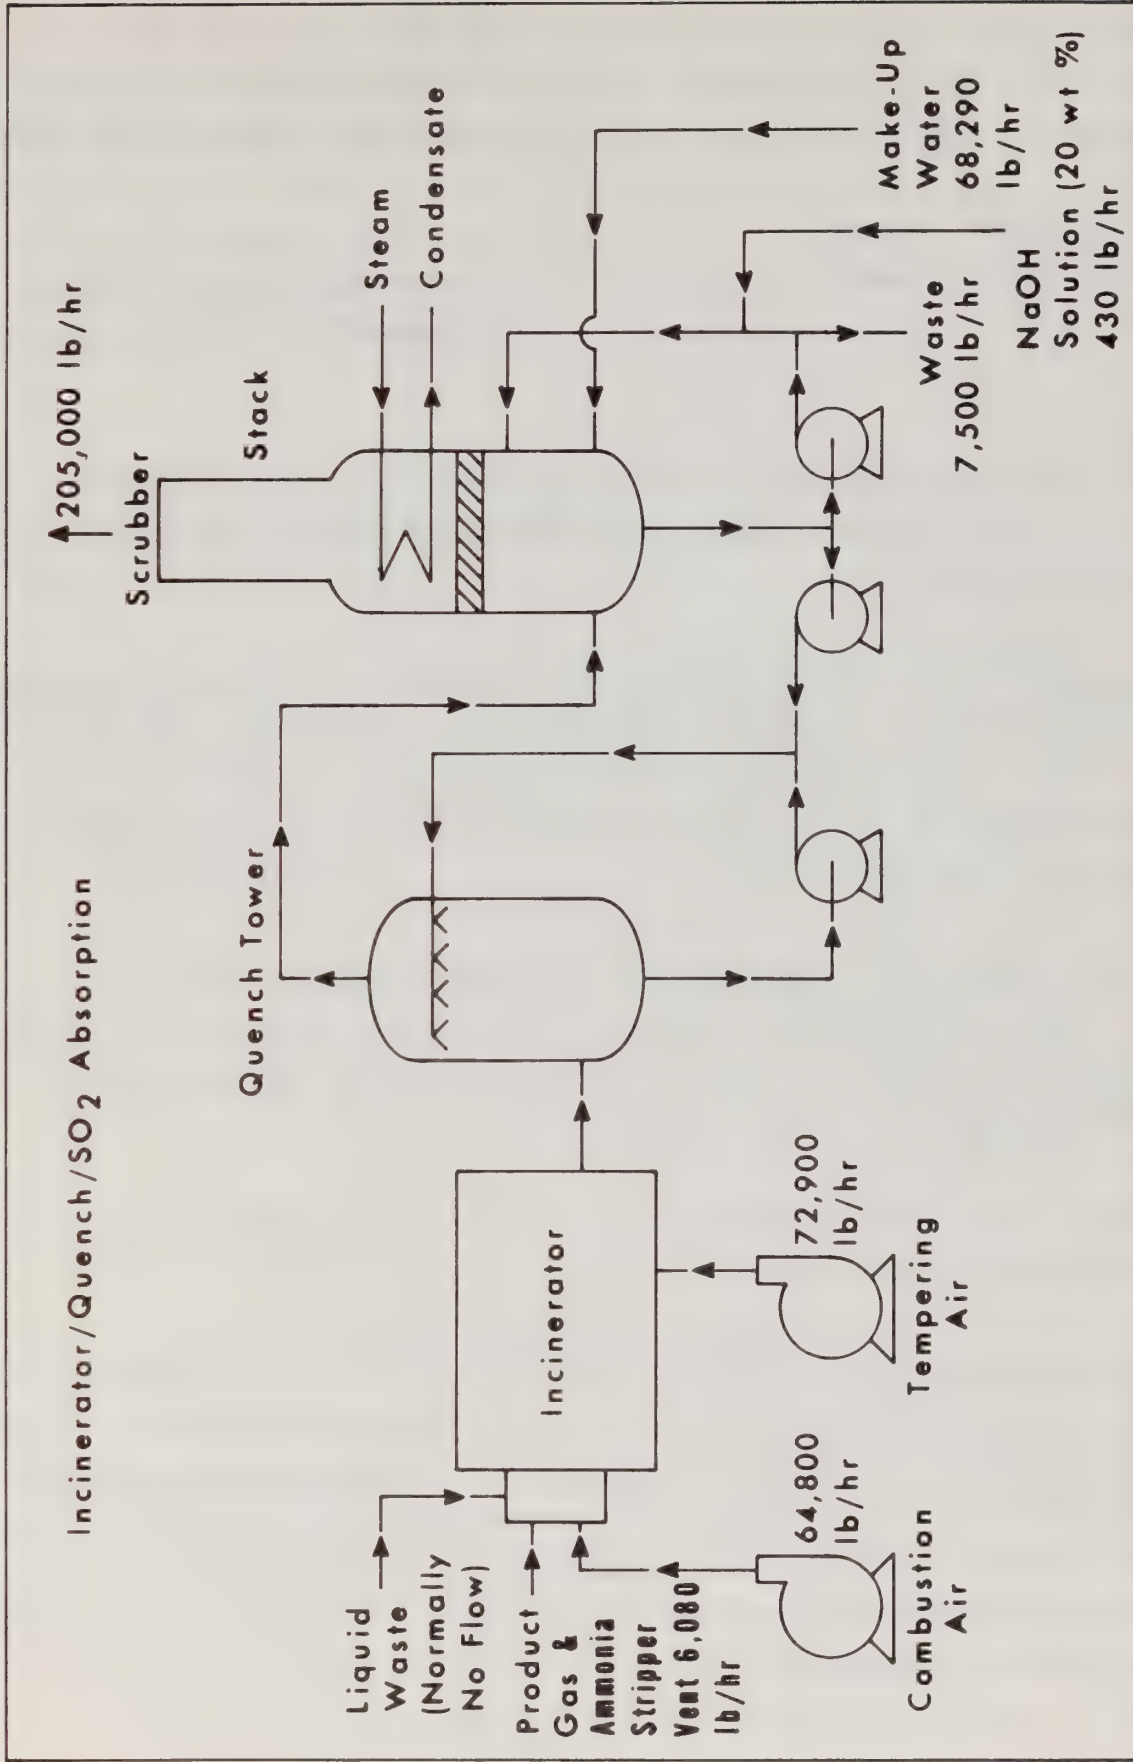 Incinerator/Quench/SO2 Absorption
205,000 lb/hr
Scrubber
Stack
Steam
Condensate
Quench Tower
Liquid
Waste
(Normally
No Flow)
Product
Gas &
Ammonia
Stripper
Vent 6,080
lb/hr
Incinerator
64,800
lb/hr
Combustion
Air
72,900
lb/hr
Tempering
Air
Make-Up
Water
68,290
lb/hr
Waste
7,500 lb/hr
NaOH
Solution (20 wt %)
430 lb/hr